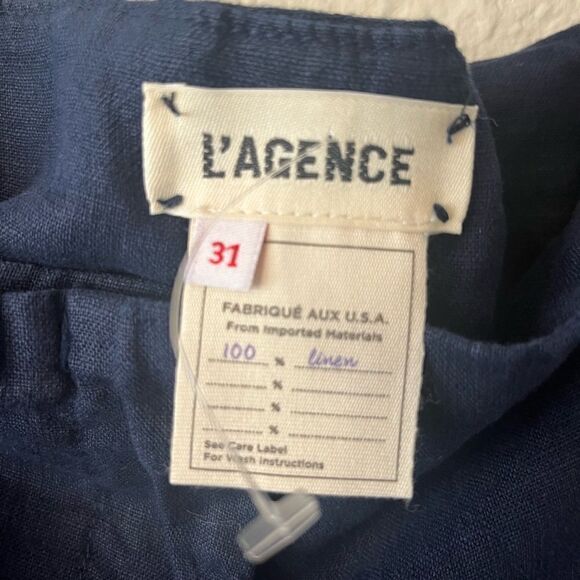 L'AGENCE
31
FABRIQUÉ AUX U.S.A.
From Imported Materials
100 % linen
%
%
%
See Care Label
For Wash Instructions